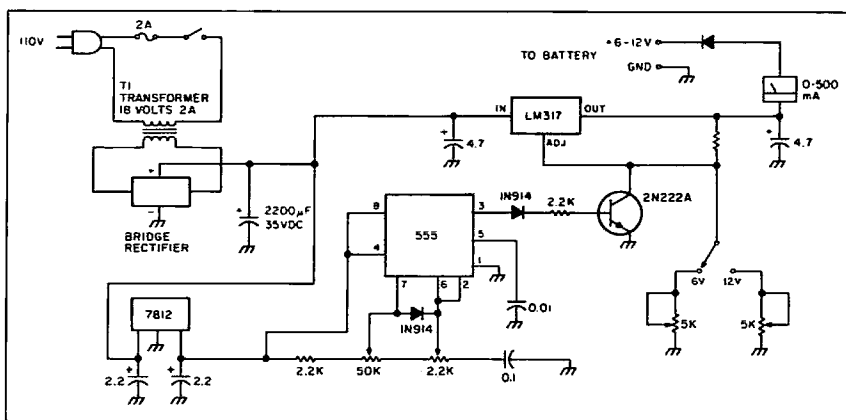 110V
2A
T1
TRANSFORMER
18 VOLTS 2A
+
-
BRIDGE
RECTIFIER
+
2200µF
35VDC
+
4.7
IN
LM317
OUT
ADJ
TO BATTERY
+6-12V
GND
0-500
mA
+
4.7
8
4
555
3
5
1
7
6
2
1N914
2.2K
2N222A
0.01
1N914
6V
12V
5K
5K
7812
+
2.2
+
2.2
2.2K
50K
2.2K
0.1